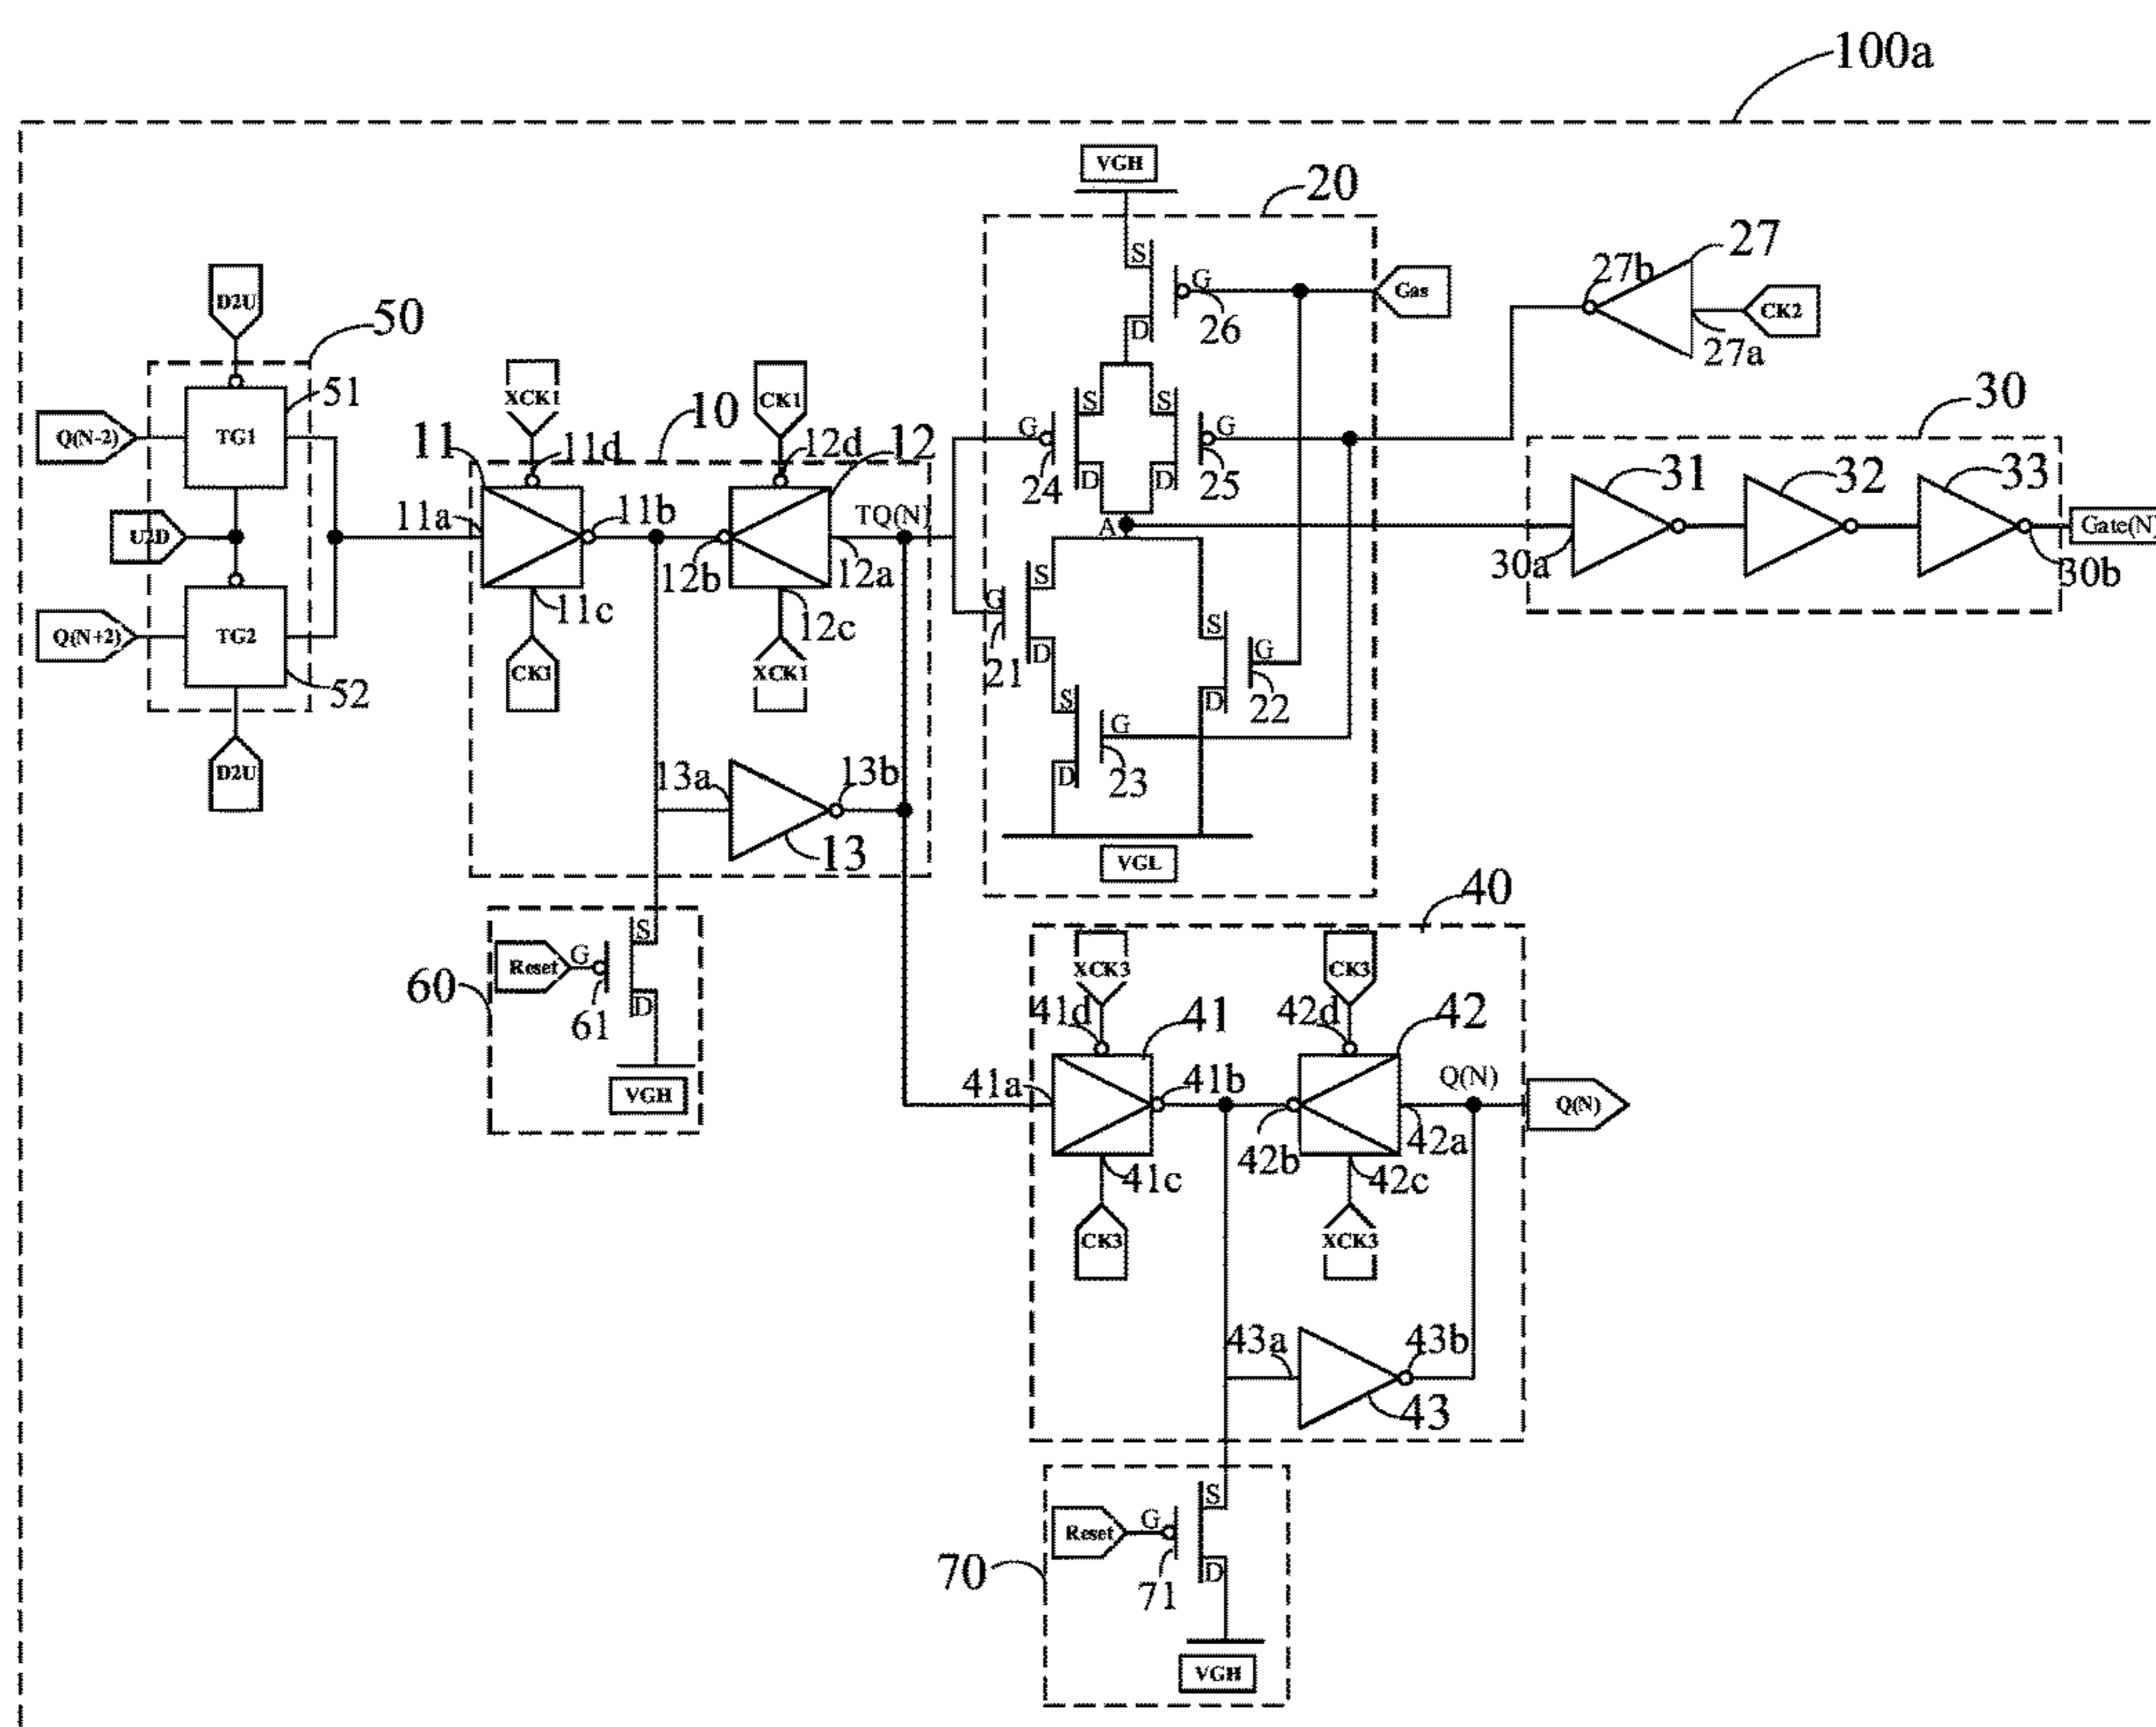 100a
VGH
20
27
27b
S
G
Gas
CK2
D2U
26
27a
50
D
XCK1
CK1
51
10
30
Q(N-2)
TG1
11
11d
12d
12
S
S
G
G
24
D
D
25
31
32
33
11a
11b
TQ(N)
A
Gate(N)
U2D
12b
12a
30a
30b
11c
12c
S
G
Q(N+2)
TG2
52
CK1
XCK1
21
D
S
G
22
D
S
G
D2U
13a
13b
D
23
13
VGL
40
S
Reset
G
60
61
D
XCK3
CK3
41d
41
42d
42
VGH
41a
41b
Q(N)
Q(N)
42b
42a
41c
42c
CK3
XCK3
43a
43b
43
S
Reset
G
70
71
D
VGH